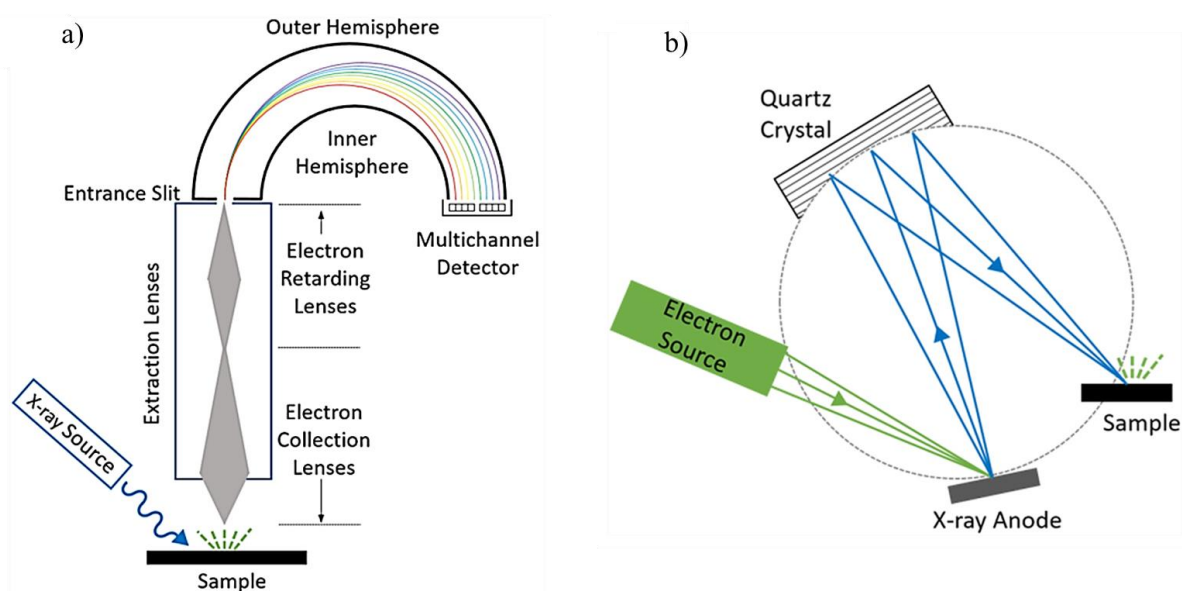 a)
Outer Hemisphere
Inner
Hemisphere
Entrance Slit
Multichannel
Detector
Electron
Retarding
Lenses
Extraction Lenses
Electron
Collection
Lenses
X-ray Source
Sample
b)
Quartz
Crystal
Electron
Source
Sample
X-ray Anode